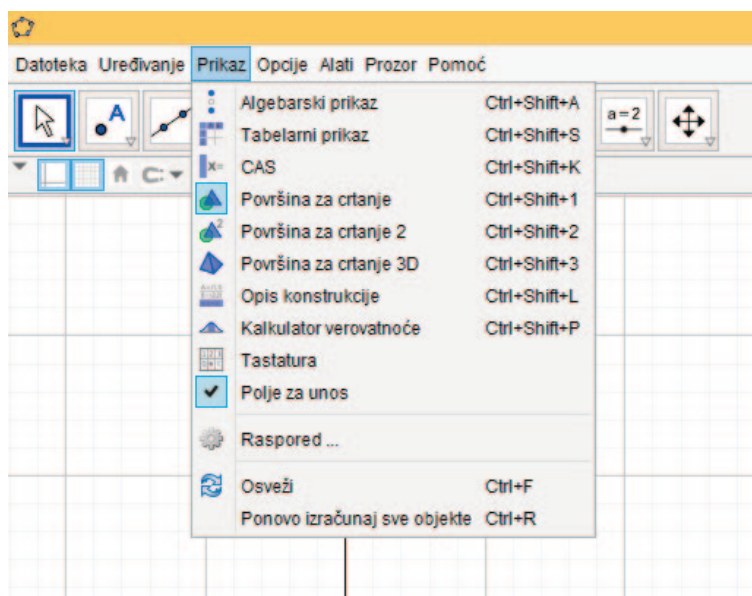 Datoteka Uređivanje Prikaz Opcije Alati Prozor Pomoć
A
a=2
Algebarski prikaz Ctrl+Shift+A
Tabelarni prikaz Ctrl+Shift+S
x=
CAS Ctrl+Shift+K
Površina za crtanje Ctrl+Shift+1
2
Površina za crtanje 2 Ctrl+Shift+2
Površina za crtanje 3D Ctrl+Shift+3
Opis konstrukcije Ctrl+Shift+L
Kalkulator verovatnoće Ctrl+Shift+P
Tastatura
Polje za unos
Raspored ...
Osveži Ctrl+F
Ponovo izračunaj sve objekte Ctrl+R